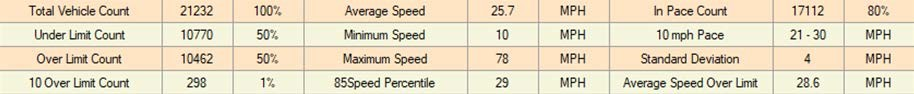 Total Vehicle Count 21232 100% Average Speed 25.7 MPH In Pace Count 17112 80%
Under Limit Count 10770 50% Minimum Speed 10 MPH 10 mph Pace 21 - 30 MPH
Over Limit Count 10462 50% Maximum Speed 78 MPH Standard Deviation 4 MPH
10 Over Limit Count 298 1% 85Speed Percentile 29 MPH Average Speed Over Limit 28.6 MPH